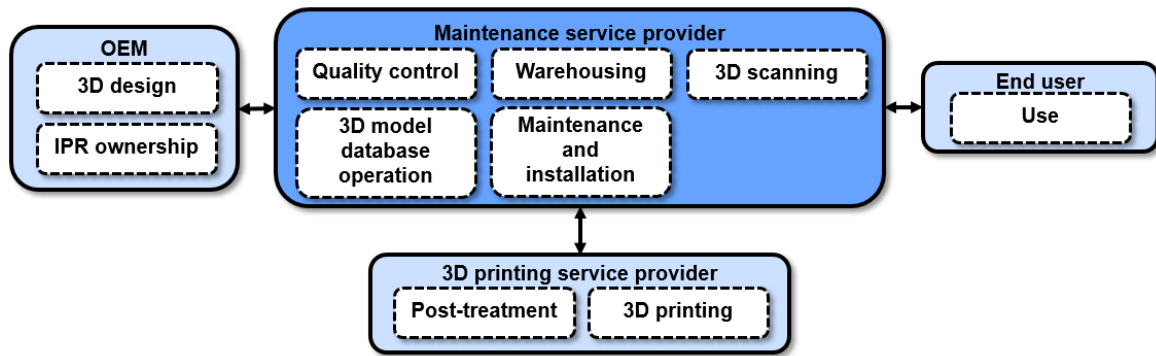 OEM
3D design
IPR ownership
Maintenance service provider
Quality control
Warehousing
3D scanning
3D model
database
operation
Maintenance
and
installation
End user
Use
3D printing service provider
Post-treatment
3D printing